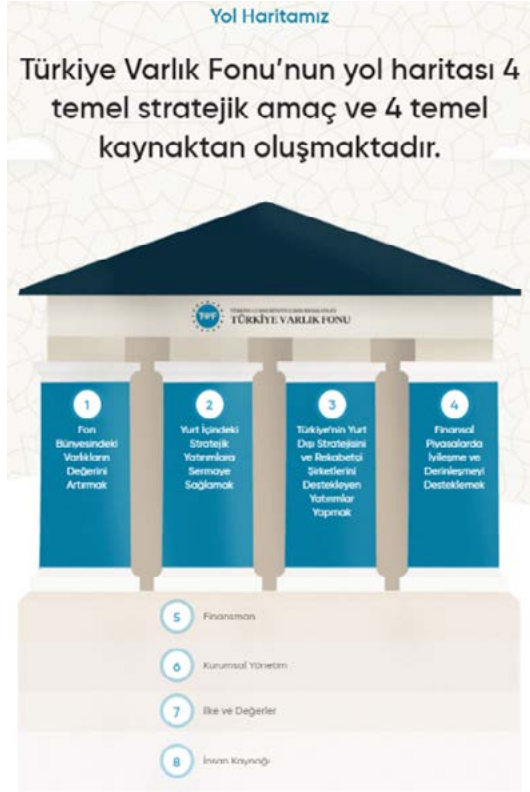 Yol Haritamız
Türkiye Varlık Fonu'nun yol haritası 4
temel stratejik amaç ve 4 temel
kaynaktan oluşmaktadır.
TVF
TÜRKİYE VARLIK FONU
1
Fon
Bünyesindeki
Varlıkların
Değerini
Artırmak
2
Yurt İçindeki
Stratejik
Yatırımlara
Sermaye
Sağlamak
3
Türkiye'nin Yurt
Dışı Stratejisini
ve Rekabetçi
Şirketlerini
Destekleyen
Yatırımlar
Yapmak
4
Finansal
Piyasalarda
İyileşme ve
Derinleşmeyi
Desteklemek
5 Finansman
6 Kurumsal Yönetim
7 İlke ve Değerler
8 İnsan Kaynağı